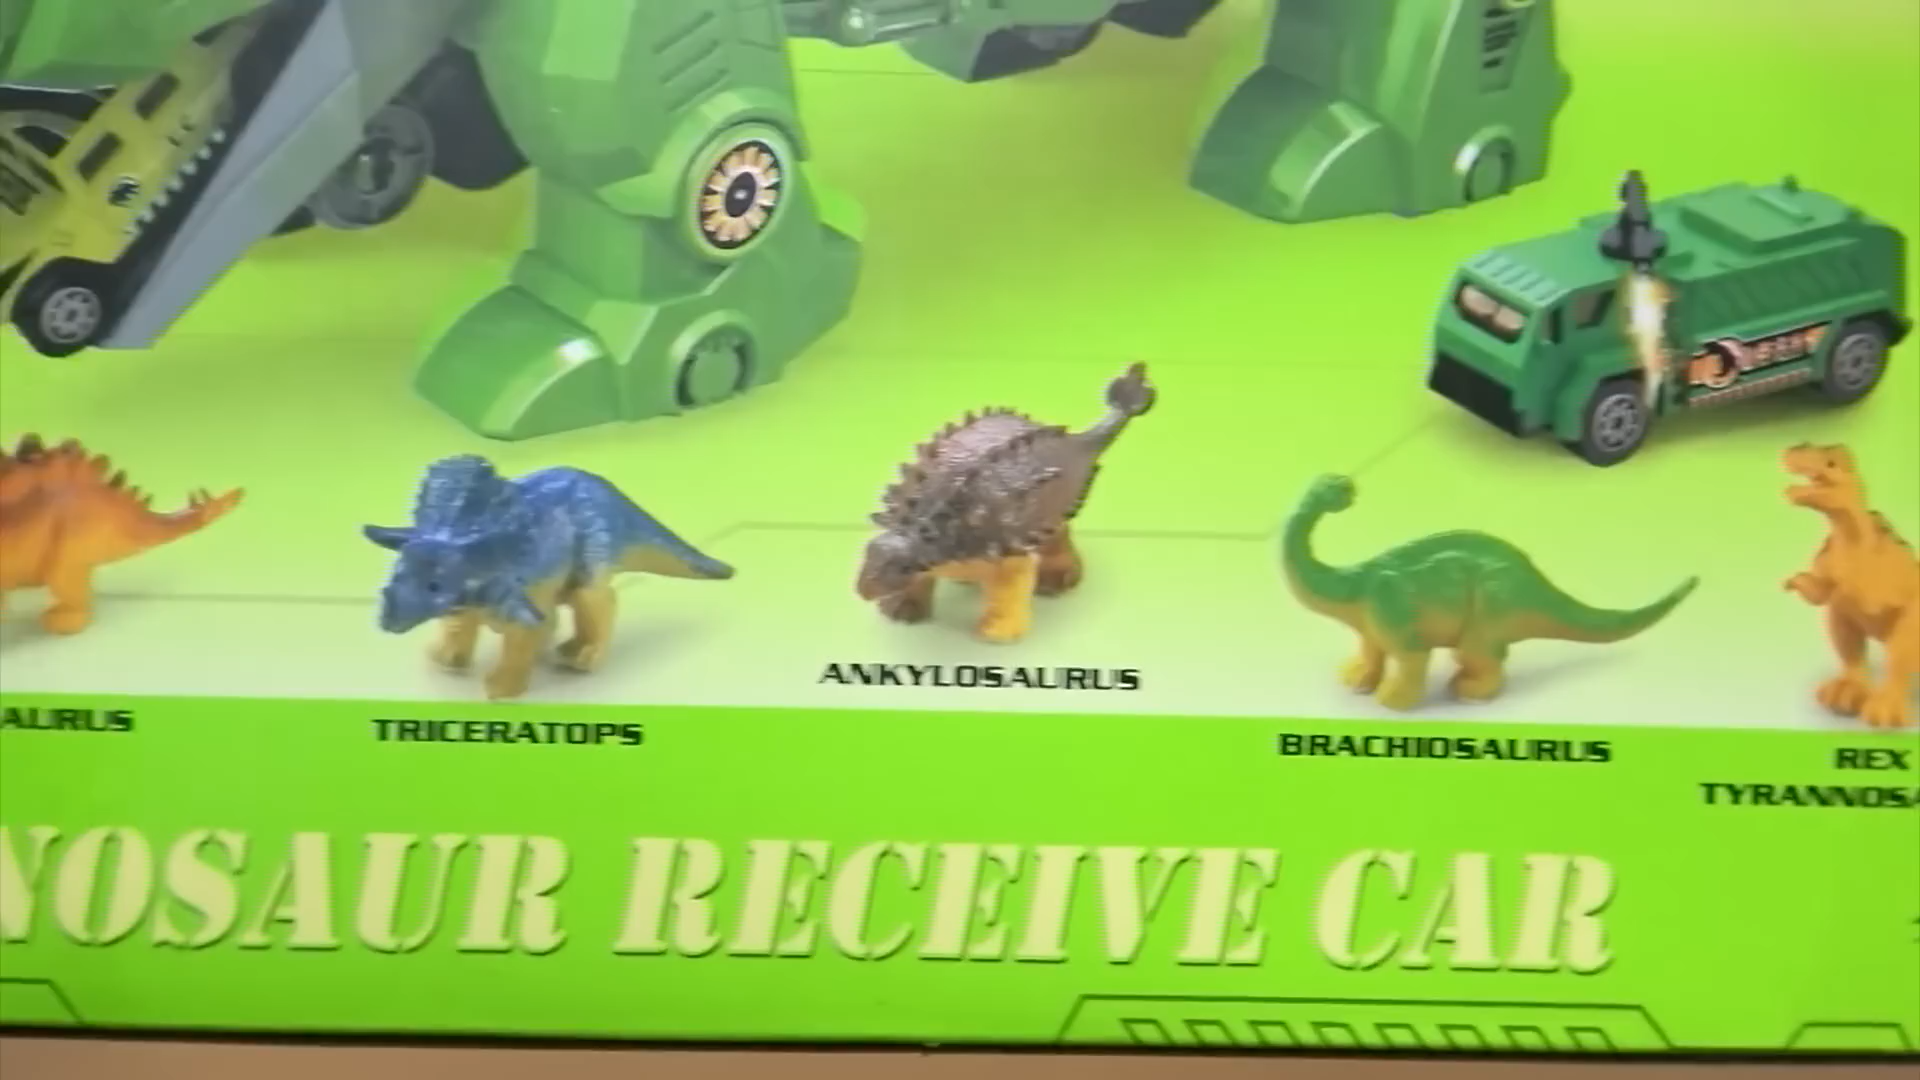 ANKYLOSAURUS
AURUS
TRICERATOPS
BRACHIOSAURUS
REX
TYRANNOSA
NOSAUR RECEIVE CAR